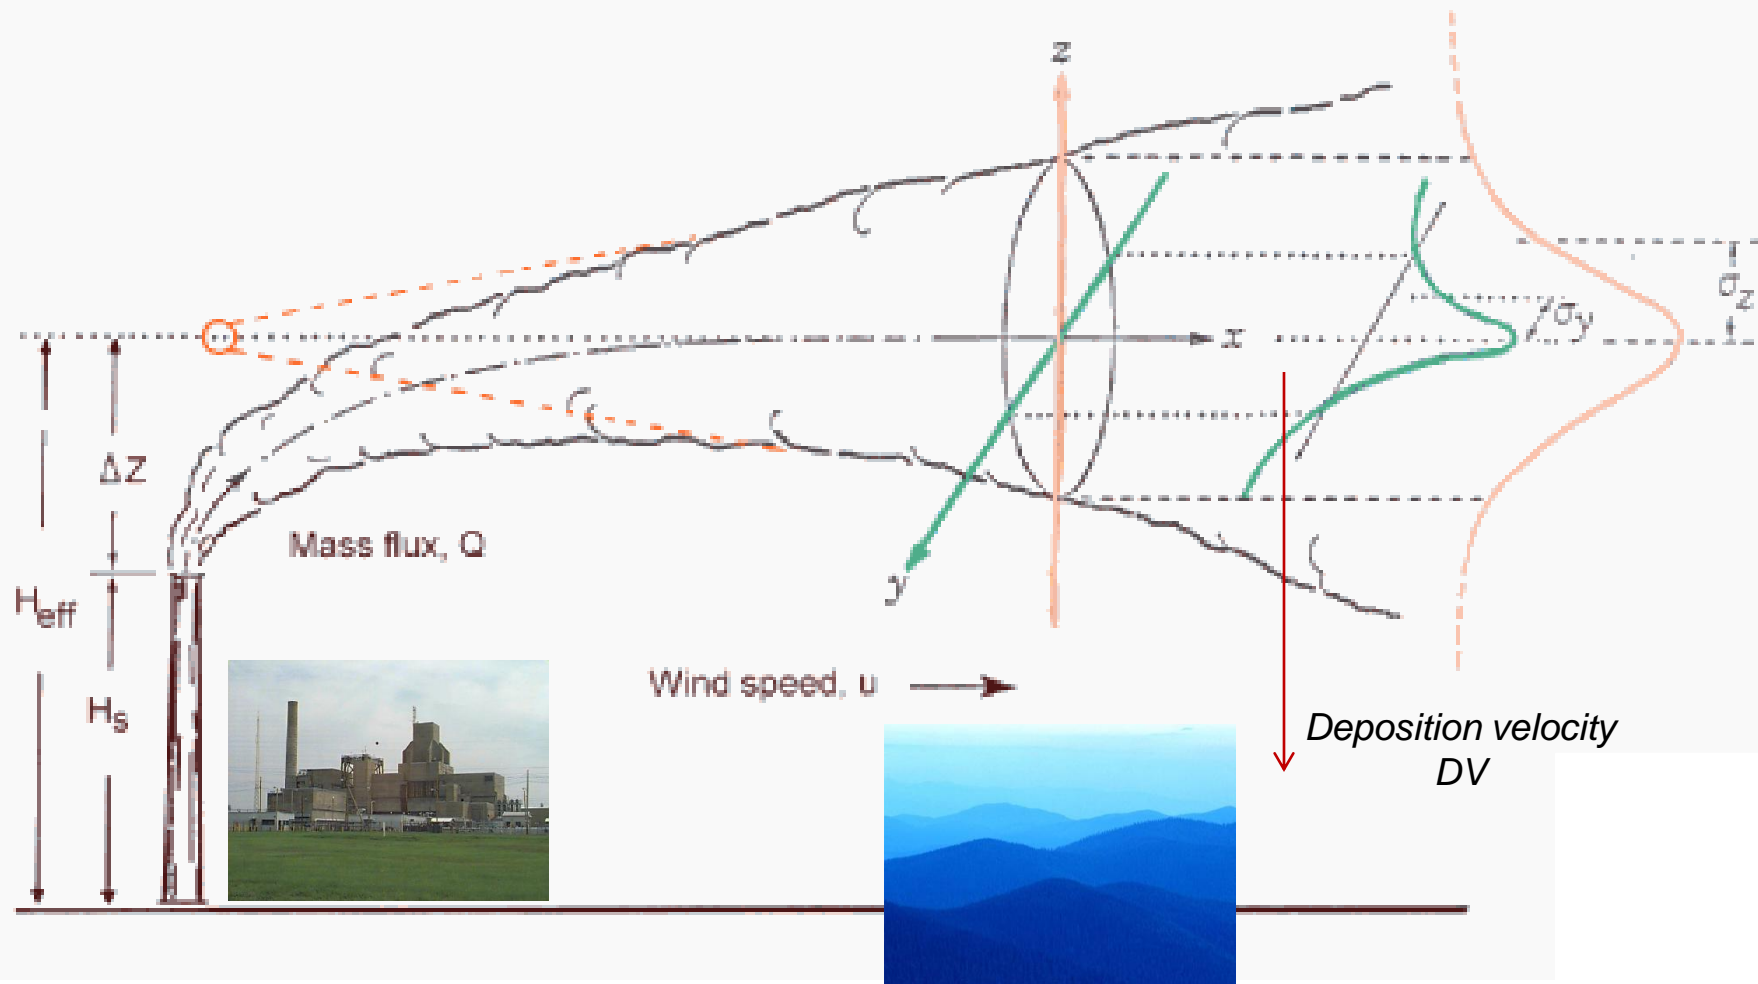 z
x
σz
σy
ΔZ
Mass flux, Q
y
Heff
Hs
Wind speed, u
Deposition velocity
DV